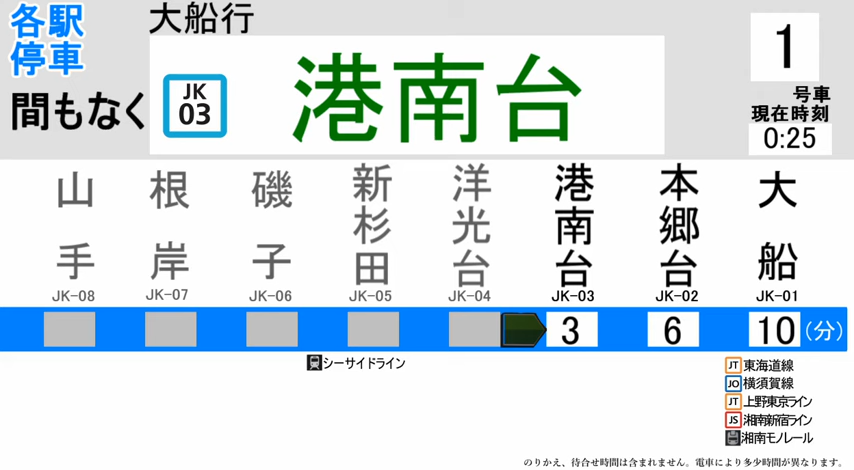 各駅
停車
大船行
間もなく
JK
03
港南台
1
号車
現在時刻
0:25
山手
根岸
磯子
新杉田
洋光台
港南台
本郷台
大船
JK-08
JK-07
JK-06
JK-05
JK-04
JK-03
JK-02
JK-01
3
6
10
(分)
シーサイドライン
JT 東海道線
JO 横須賀線
JT 上野東京ライン
JS 湘南新宿ライン
湘南モノレール
のりかえ、待合せ時間は含まれません。電車により多少時間が異なります。